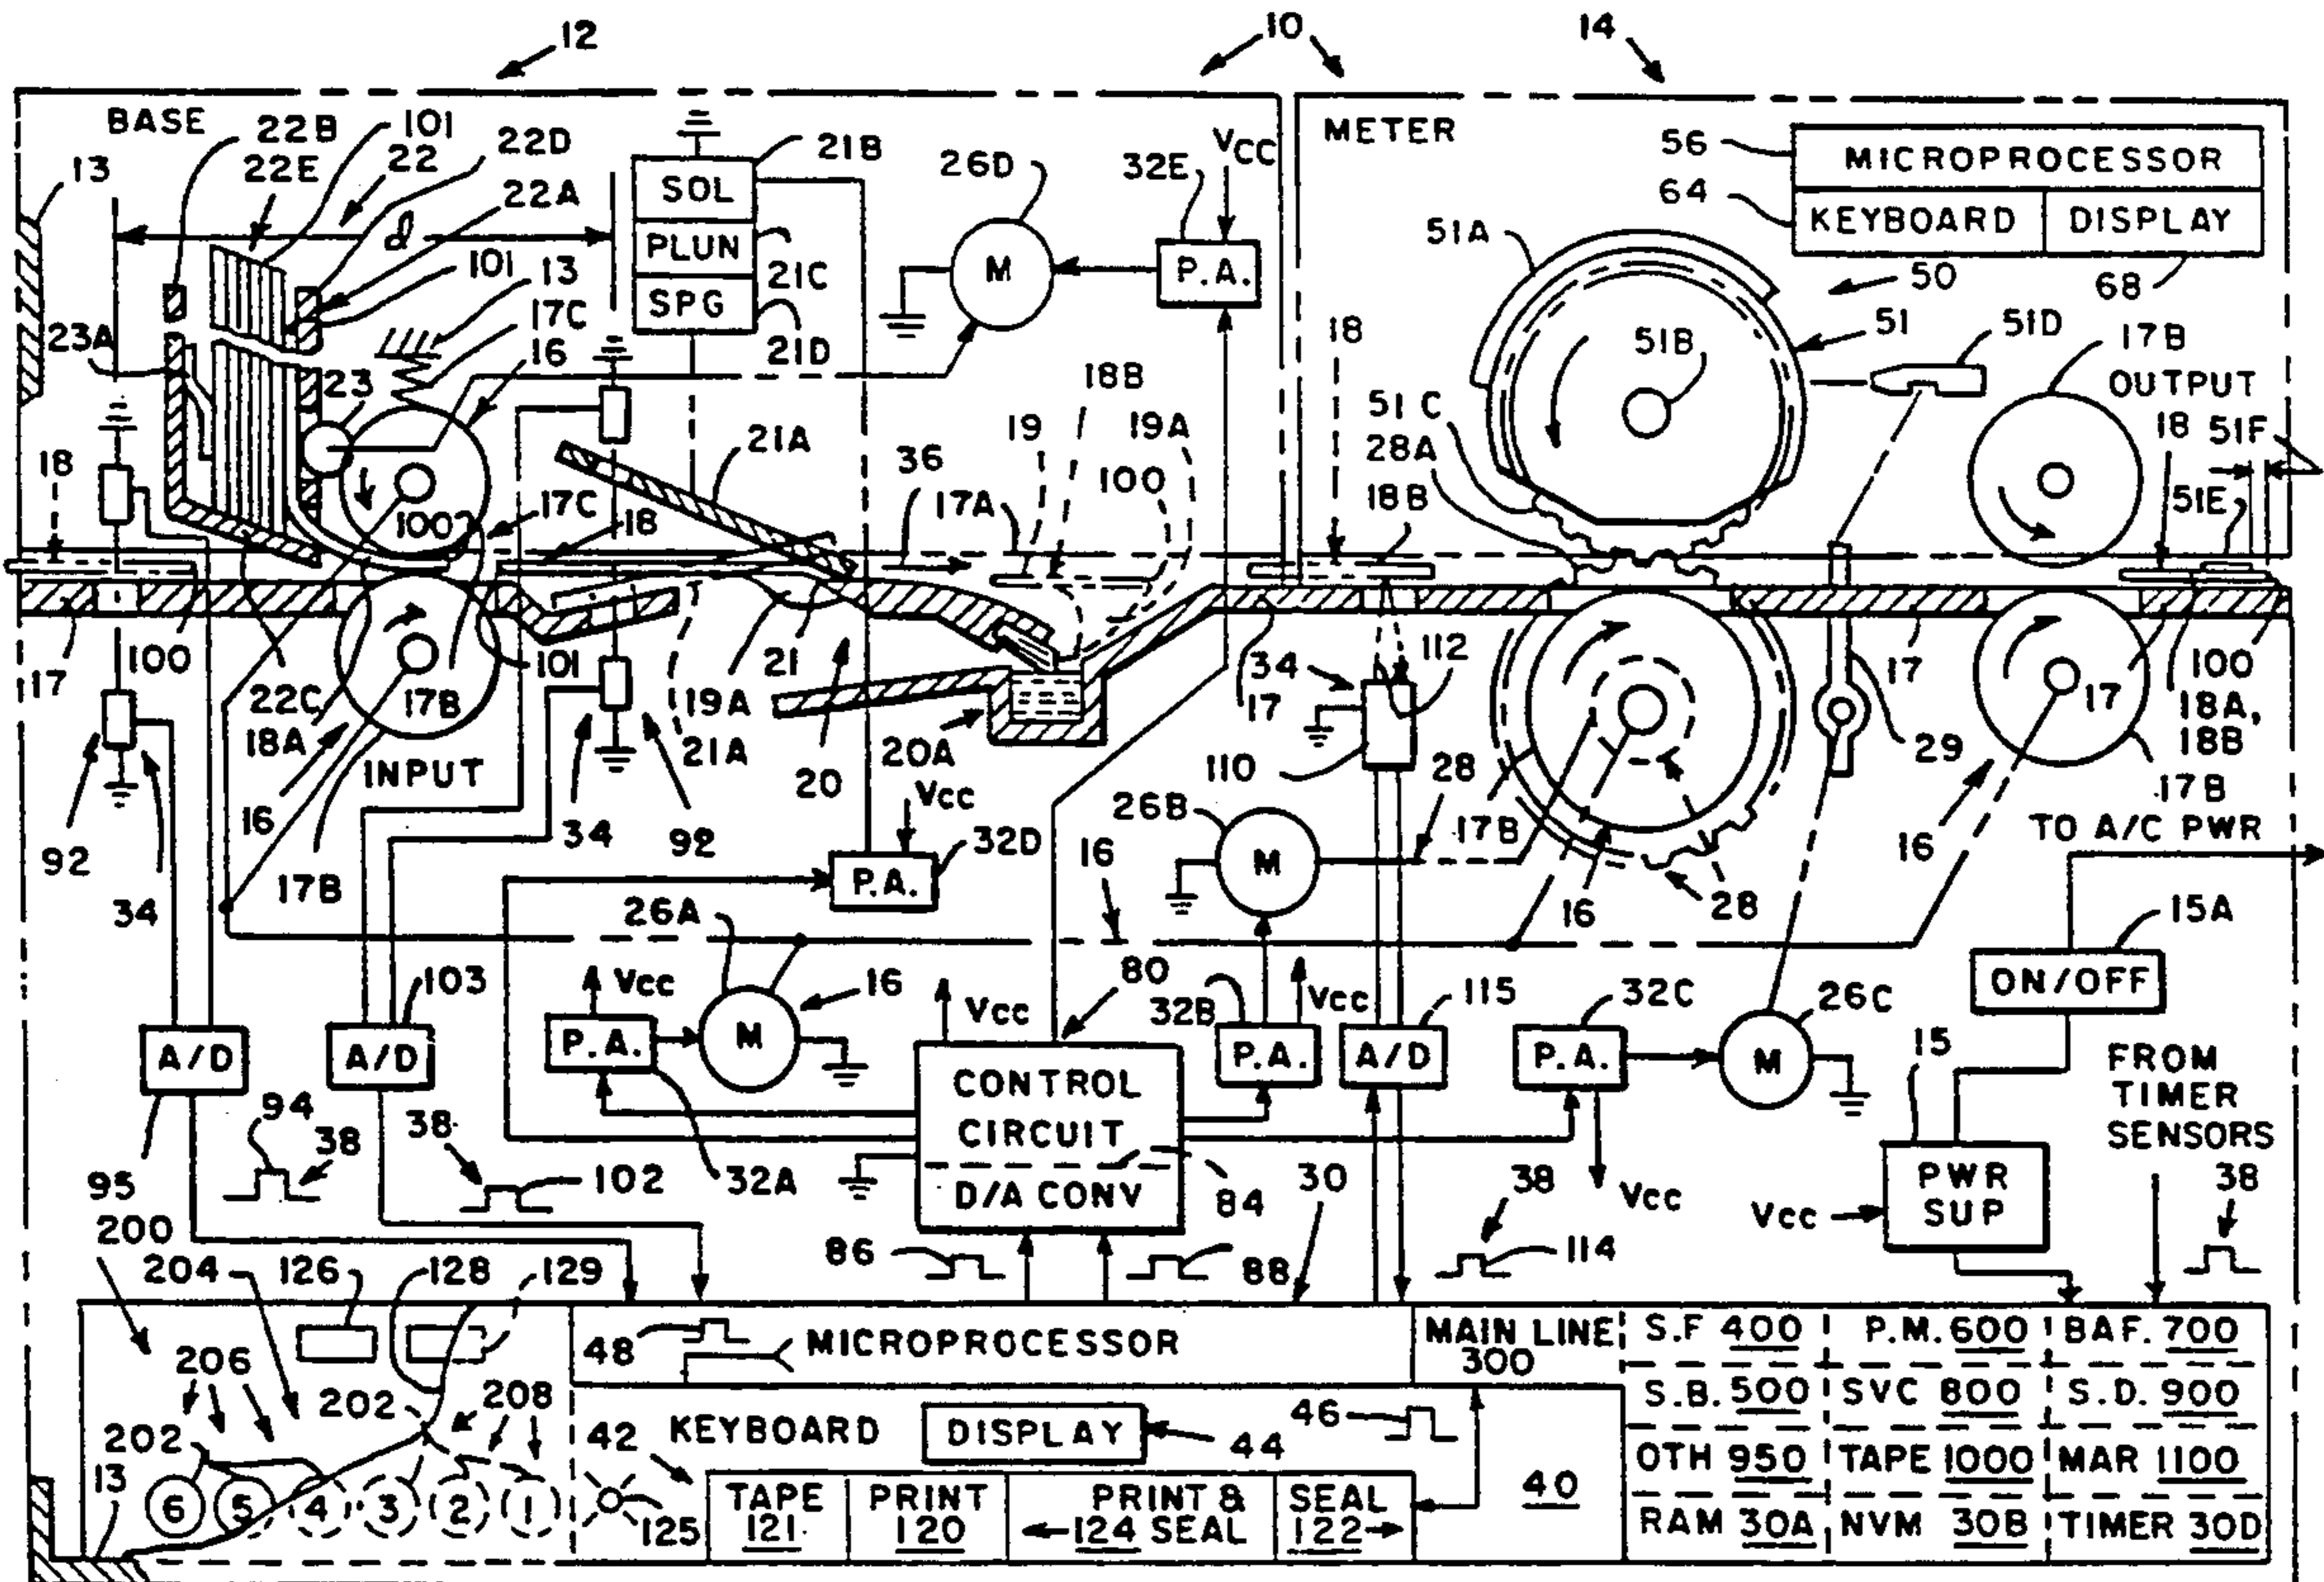 12
10
14
BASE
22B
101
22
22D
22E
21B
VCC
METER
56
MICROPROCESSOR
13
SOL
26D
32E
64
KEYBOARD
DISPLAY
22A
d
PLUN
51A
50
68
101
13
21C
M
P.A.
23A
17C
SPG
18
51
51D
16
21D
51B
17B
23
18B
OUTPUT
51C
19
19A
28A
18
51F
21A
36
18
100
17A
18B
51E
100
17C
18
17
100
101
21
34
112
17
100
22C
17B
19A
17
17
18A,
18A
21A
20A
29
18B
INPUT
20
110
28
17B
16
34
92
Vcc
26B
17B
TO A/C PWR
92
32D
16
16
17B
P.A.
M
34
26A
16
28
15A
103
Vcc
16
80
32B
Vcc
115
32C
26C
ON/OFF
Vcc
A/D
A/D
P.A.
M
P.A.
A/D
P.A.
M
15
FROM
TIMER
SENSORS
CONTROL
CIRCUIT
D/A CONV
94
38
38
95
102
32A
84
30
38
Vcc
Vcc
PWR
SUP
38
200
86
88
114
204
126
128
129
48
MICROPROCESSOR
MAIN LINE
300
S.F 400
P.M. 600
BAF. 700
206
202
208
S.B. 500
SVC 800
S.D. 900
202
42
KEYBOARD
DISPLAY
44
46
13
OTH 950
TAPE 1000
MAR 1100
6
5
4
3
2
1
125
TAPE
121
PRINT
120
PRINT &
124 SEAL
SEAL
122
40
RAM 30A
NVM 30B
TIMER 30D